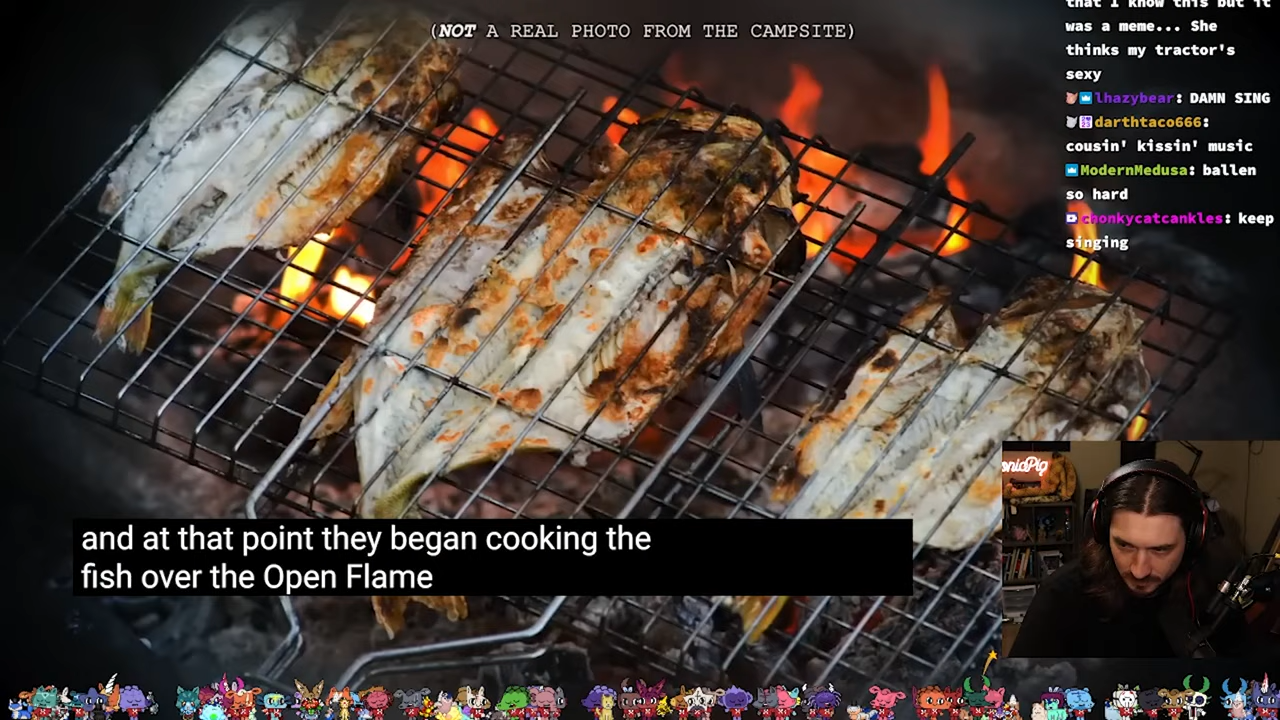 (NOT A REAL PHOTO FROM THE CAMPSITE)
that I know this but it
was a meme... She
thinks my tractor's
sexy
lhazybear: DAMN SING
darthtaco666:
cousin' kissin' music
ModernMedusa: ballen
so hard
chonkycatcankles: keep
singing
and at that point they began cooking the
fish over the Open Flame